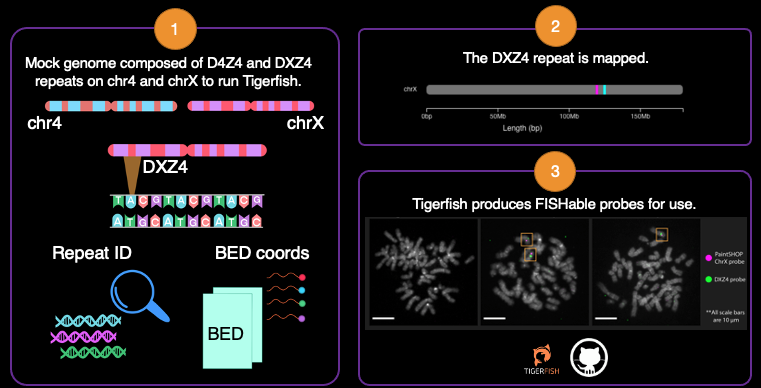 1
Mock genome composed of D4Z4 and DXZ4
repeats on chr4 and chrX to run Tigerfish.
chr4
chrX
DXZ4
TACGTACGTACG
ATGCATGCATGC
Repeat ID
BED coords
BED
2
The DXZ4 repeat is mapped.
chrX
0bp
50Mb
100Mb
150Mb
Length (bp)
3
Tigerfish produces FISHable probes for use.
PaintSHOP
ChrX probe
DXZ4 probe
**All scale bars
are 10 μm
TIGERFISH